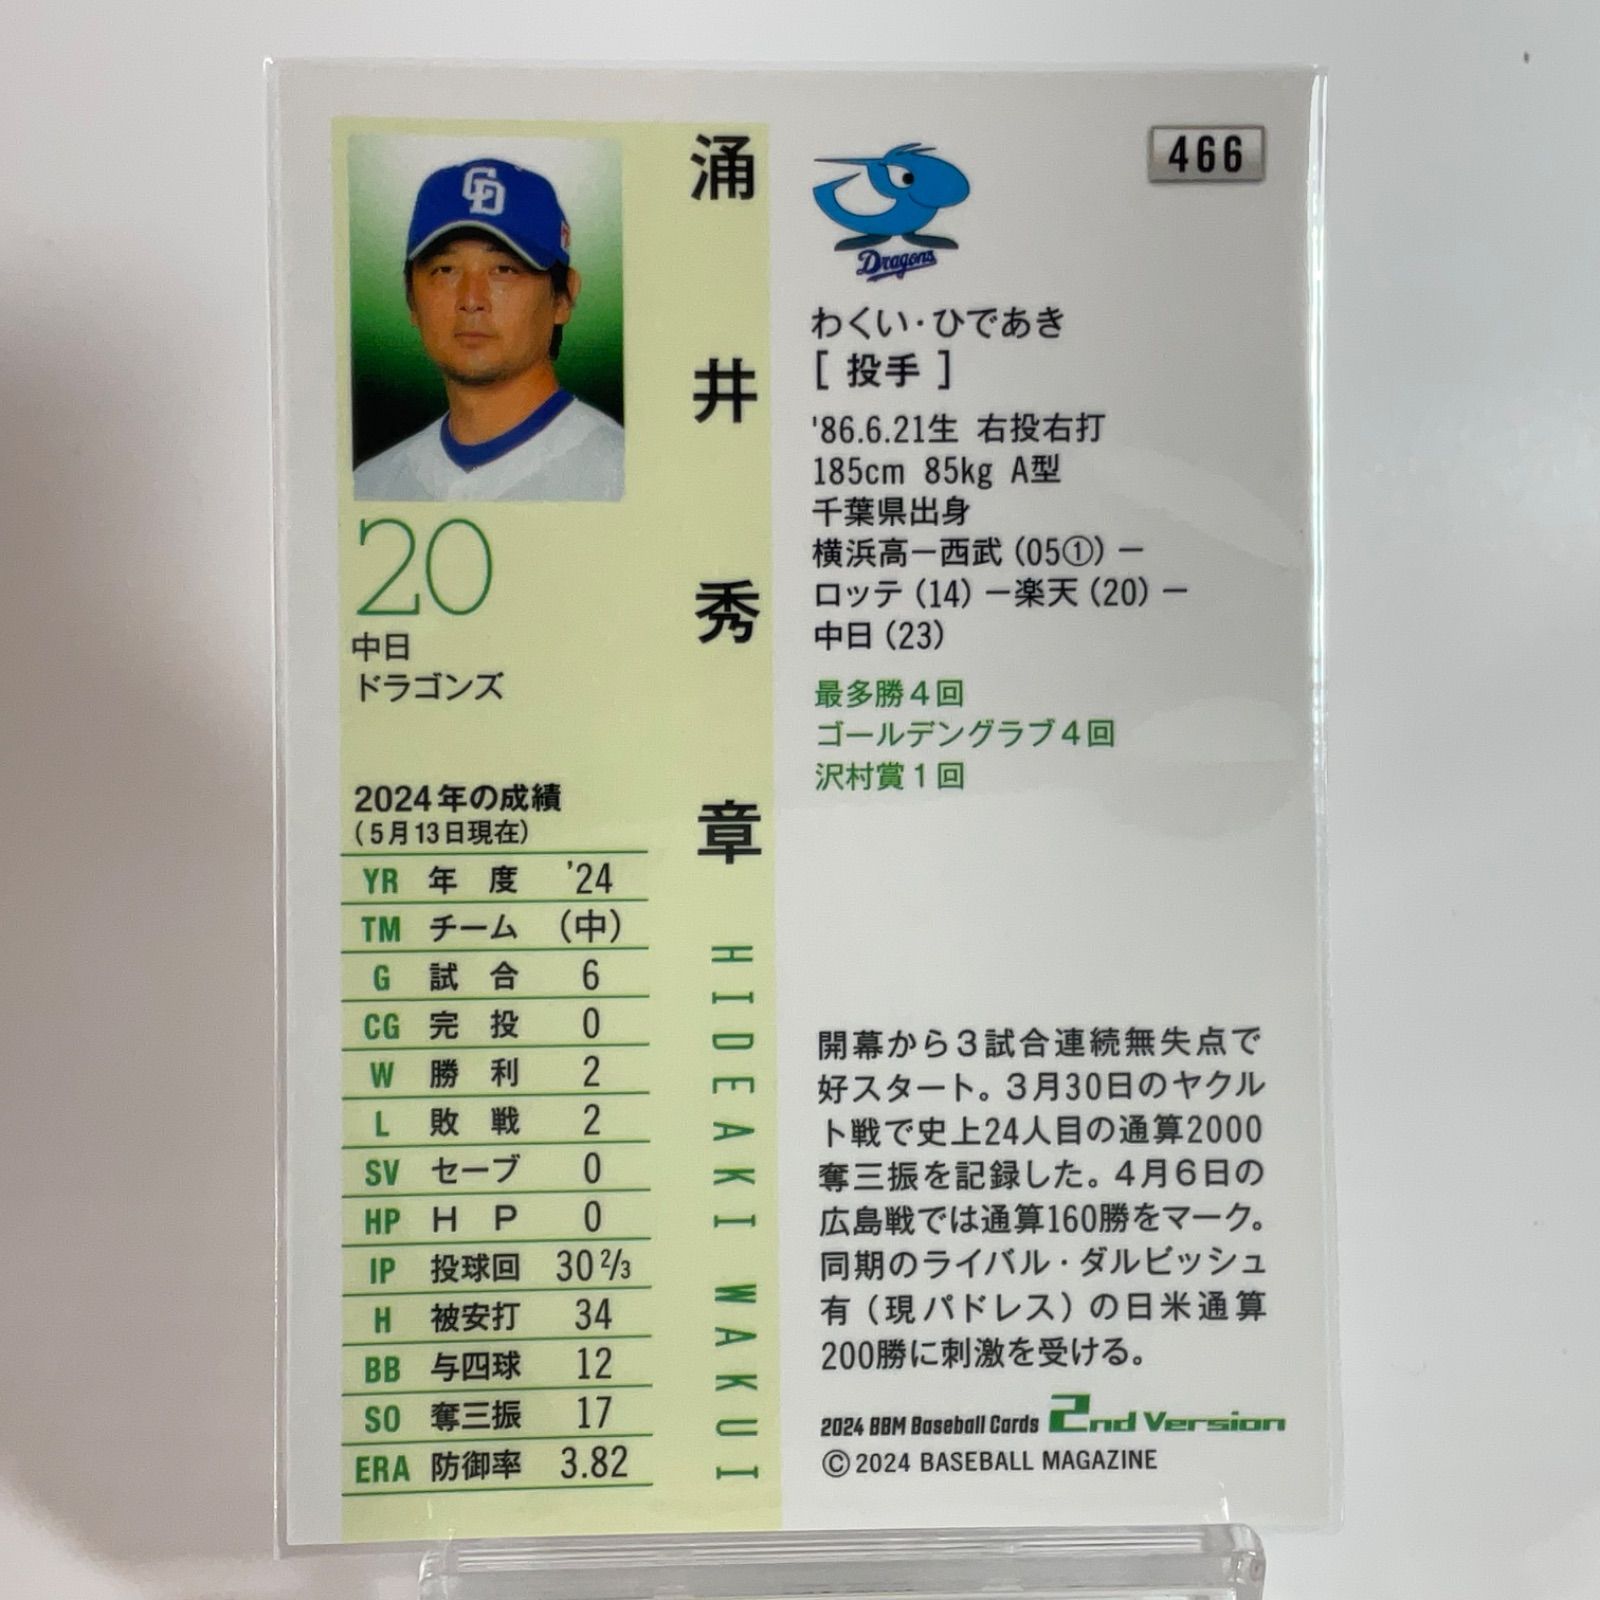 466
CD
Dragons
涌井秀章
HIDEAKI WAKUI
20
中日
ドラゴンズ
わくい・ひであき
[ 投手 ]
'86.6.21生 右投右打
185cm 85kg A型
千葉県出身
横浜高ー西武(05①)ー
ロッテ(14)ー楽天(20)ー
中日(23)
最多勝4回
ゴールデングラブ4回
沢村賞1回
2024年の成績
(5月13日現在)
YR 年度 '24
TM チーム (中)
G 試合 6
CG 完投 0
W 勝利 2
L 敗戦 2
SV セーブ 0
HP HP 0
IP 投球回 30 2/3
H 被安打 34
BB 与四球 12
SO 奪三振 17
ERA 防御率 3.82
開幕から3試合連続無失点で
好スタート。3月30日のヤクル
ト戦で史上24人目の通算2000
奪三振を記録した。4月6日の
広島戦では通算160勝をマーク。
同期のライバル・ダルビッシュ
有(現パドレス)の日米通算
200勝に刺激を受ける。
2024 BBM Baseball Cards 2nd Version
©2024 BASEBALL MAGAZINE